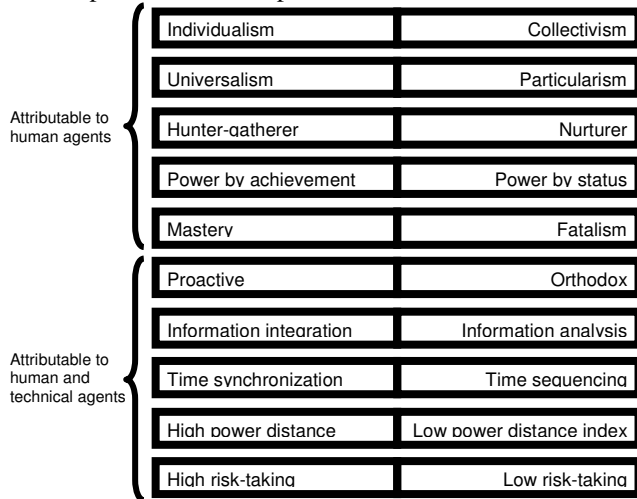 Individualism Collectivism
Universalism Particularism
Attributable to
human agents
Hunter-gatherer Nurturer
Power by achievement Power by status
Mastery Fatalism
Proactive Orthodox
Information integration Information analysis
Attributable to
human and
technical agents
Time synchronization Time sequencing
High power distance Low power distance index
High risk-taking Low risk-taking